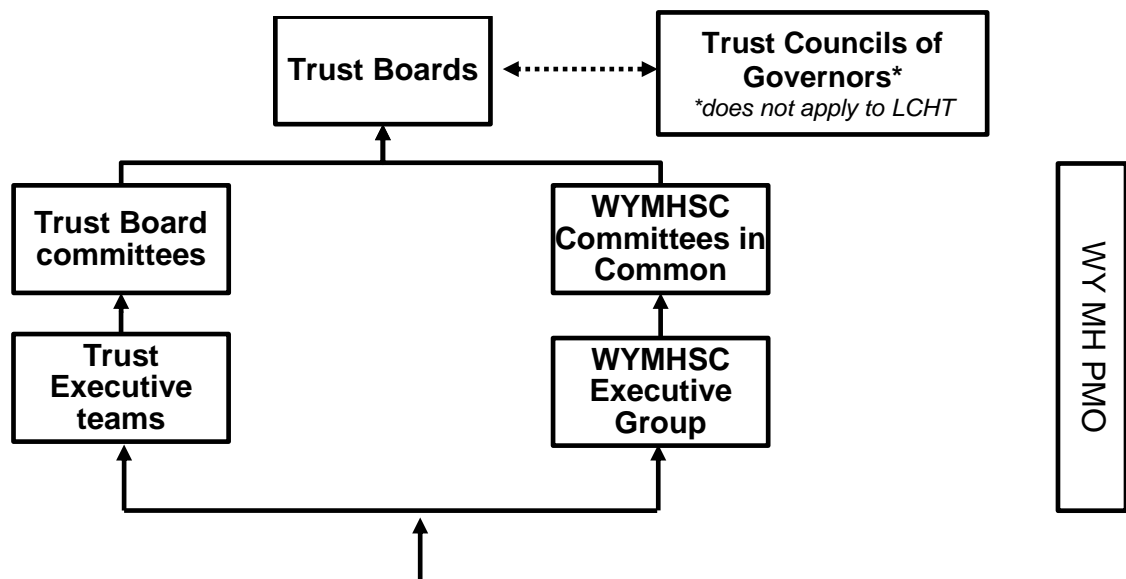 Trust Boards
Trust Councils of
Governors*
*does not apply to LCHT
Trust Board
committees
WYMHSC
Committees in
Common
Trust
Executive
teams
WYMHSC
Executive
Group
WY MH PMO